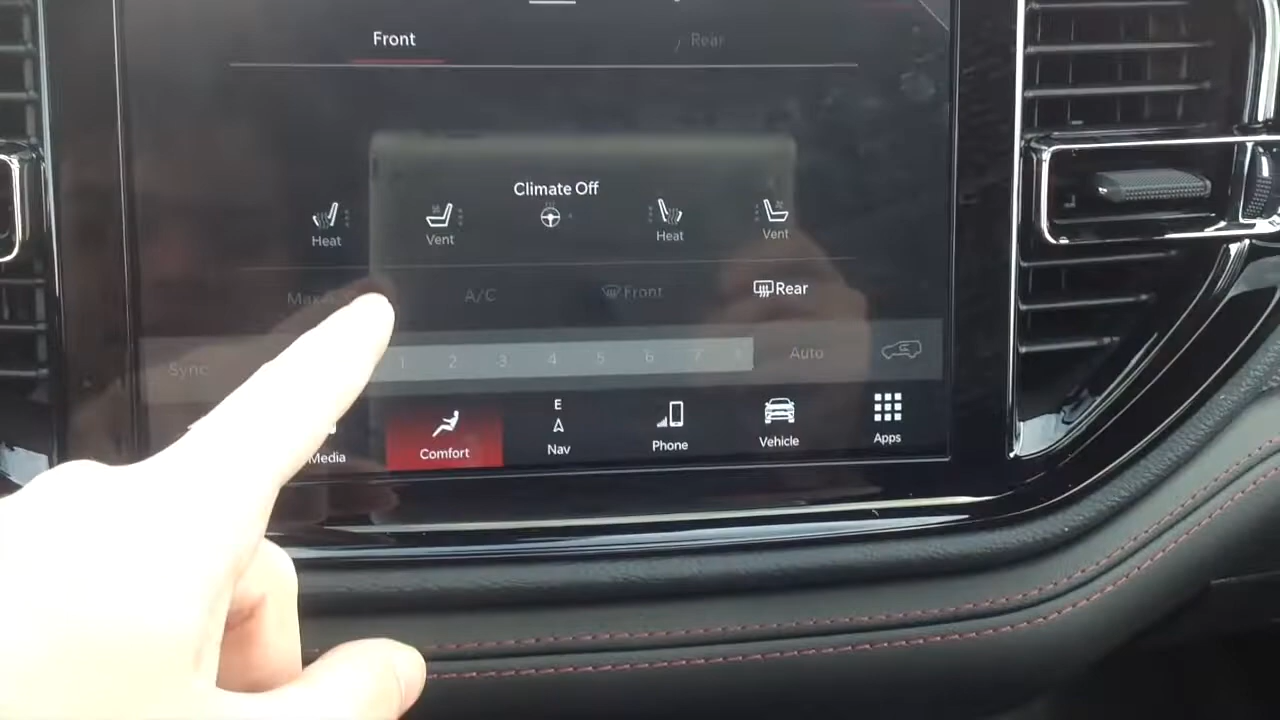 Front Rear
Climate Off
Heat Vent Heat Vent
A/C Front Rear
Sync 1 2 3 4 5 6 7 8 Auto
Media Comfort E Nav Phone Vehicle Apps